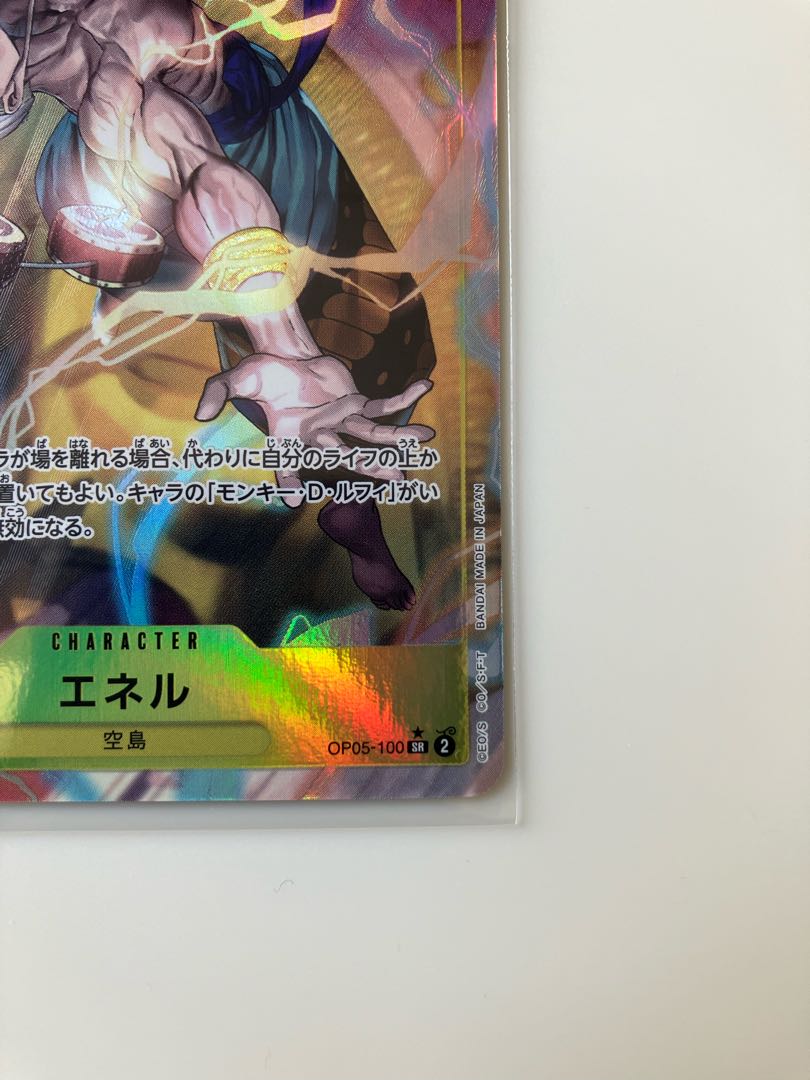 ラが場を離れる場合、代わりに自分のライフの上か
置いてもよい。キャラの「モンキー・D・ルフィ」がい
無効になる。
CHARACTER
エネル
空島
OP05-100 SR 2
©EO/S ©O/S・F・T BANDAI MADE IN JAPAN